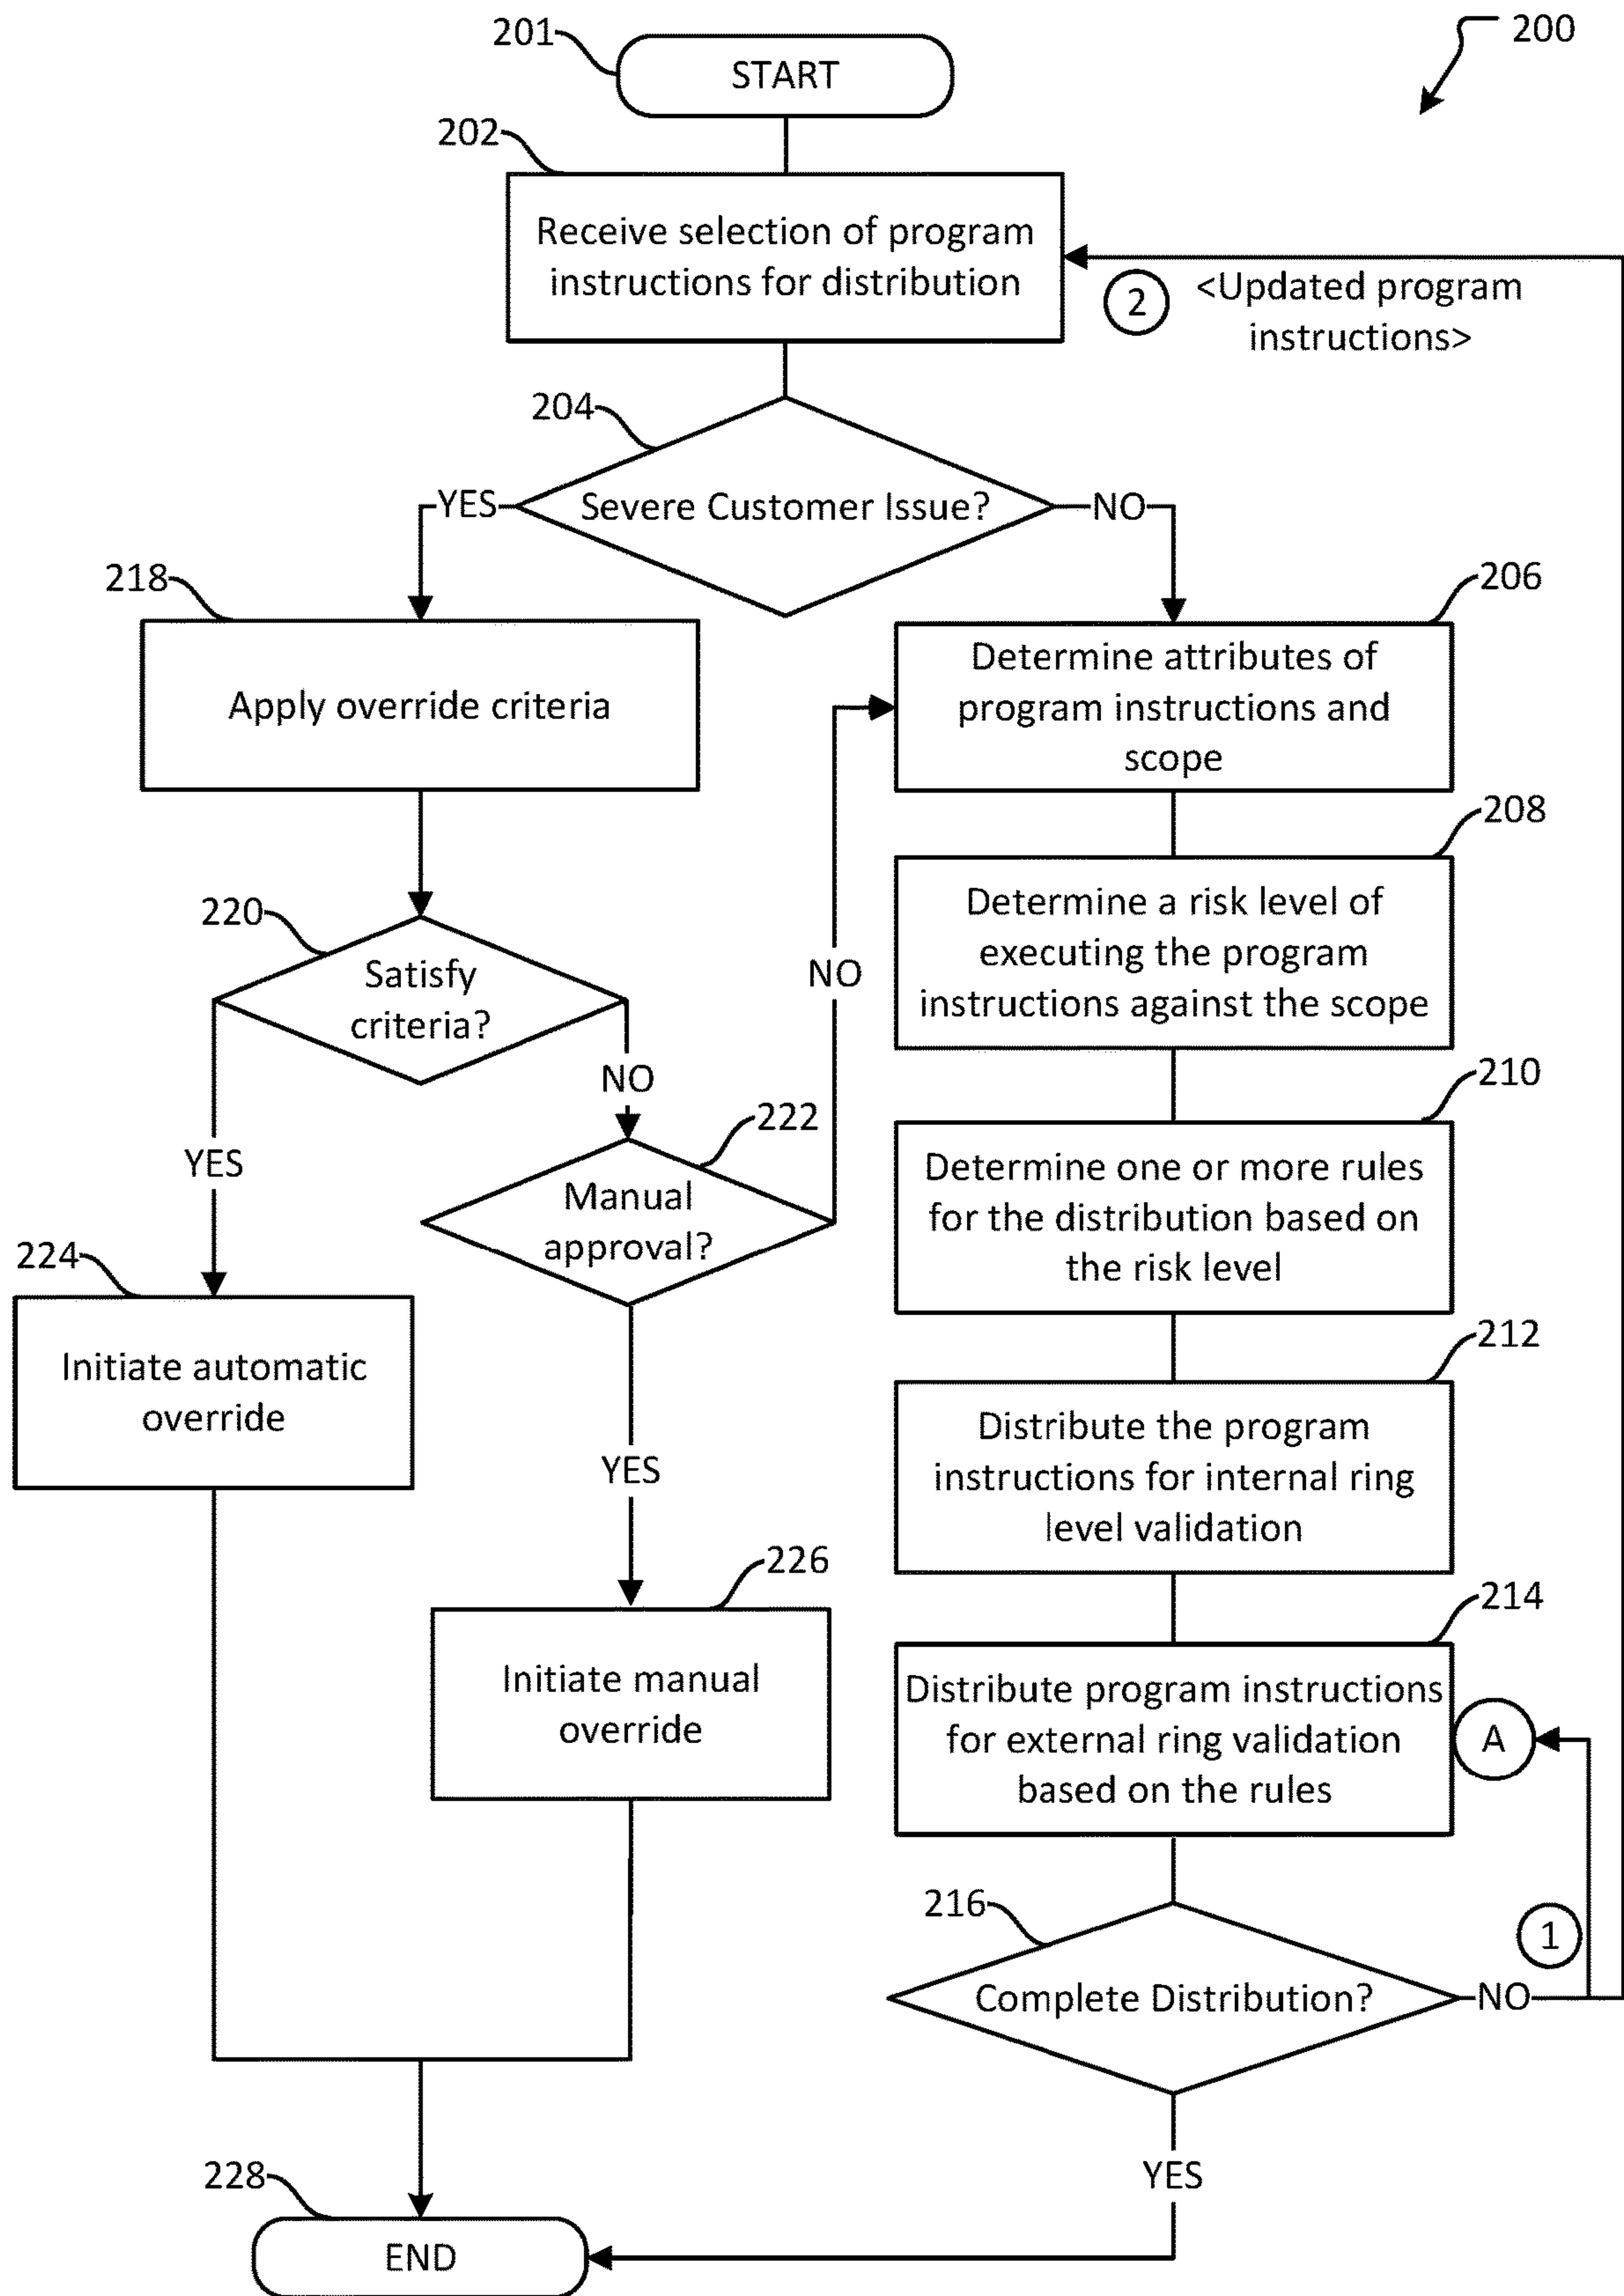 200
201
START
202
Receive selection of program
instructions for distribution
2
<Updated program
instructions>
204
Severe Customer Issue?
YES
NO
218
Apply override criteria
206
Determine attributes of
program instructions and
scope
208
Determine a risk level of
executing the program
instructions against the scope
220
Satisfy
criteria?
NO
NO
YES
222
Manual
approval?
210
Determine one or more rules
for the distribution based on
the risk level
224
Initiate automatic
override
YES
212
Distribute the program
instructions for internal ring
level validation
226
Initiate manual
override
214
Distribute program instructions
for external ring validation
based on the rules
A
216
Complete Distribution?
NO
1
YES
228
END